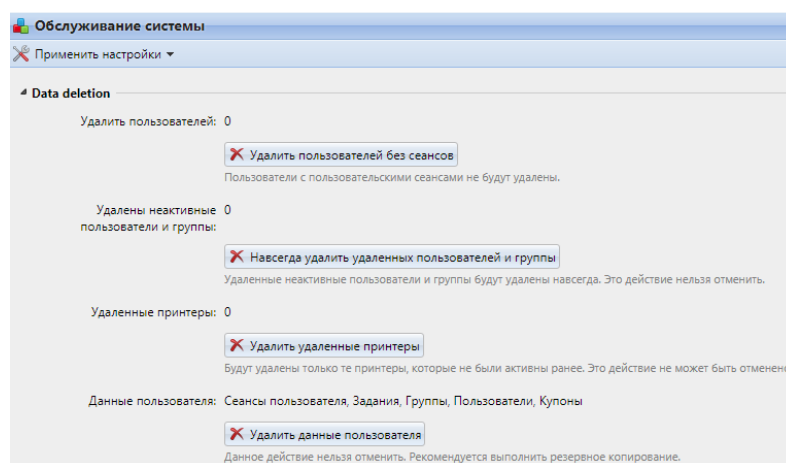 Обслуживание системы
Применить настройки
Data deletion
Удалить пользователей: 0
Удалить пользователей без сеансов
Пользователи с пользовательскими сеансами не будут удалены.
Удалены неактивные 0
пользователи и группы:
Навсегда удалить удаленных пользователей и группы
Удаленные неактивные пользователи и группы будут удалены навсегда. Это действие нельзя отменить.
Удаленные принтеры: 0
Удалить удаленные принтеры
Будут удалены только те принтеры, которые не были активны ранее. Это действие не может быть отменено
Данные пользователя: Сеансы пользователя, Задания, Группы, Пользователи, Купоны
Удалить данные пользователя
Данное действие нельзя отменить. Рекомендуется выполнить резервное копирование.